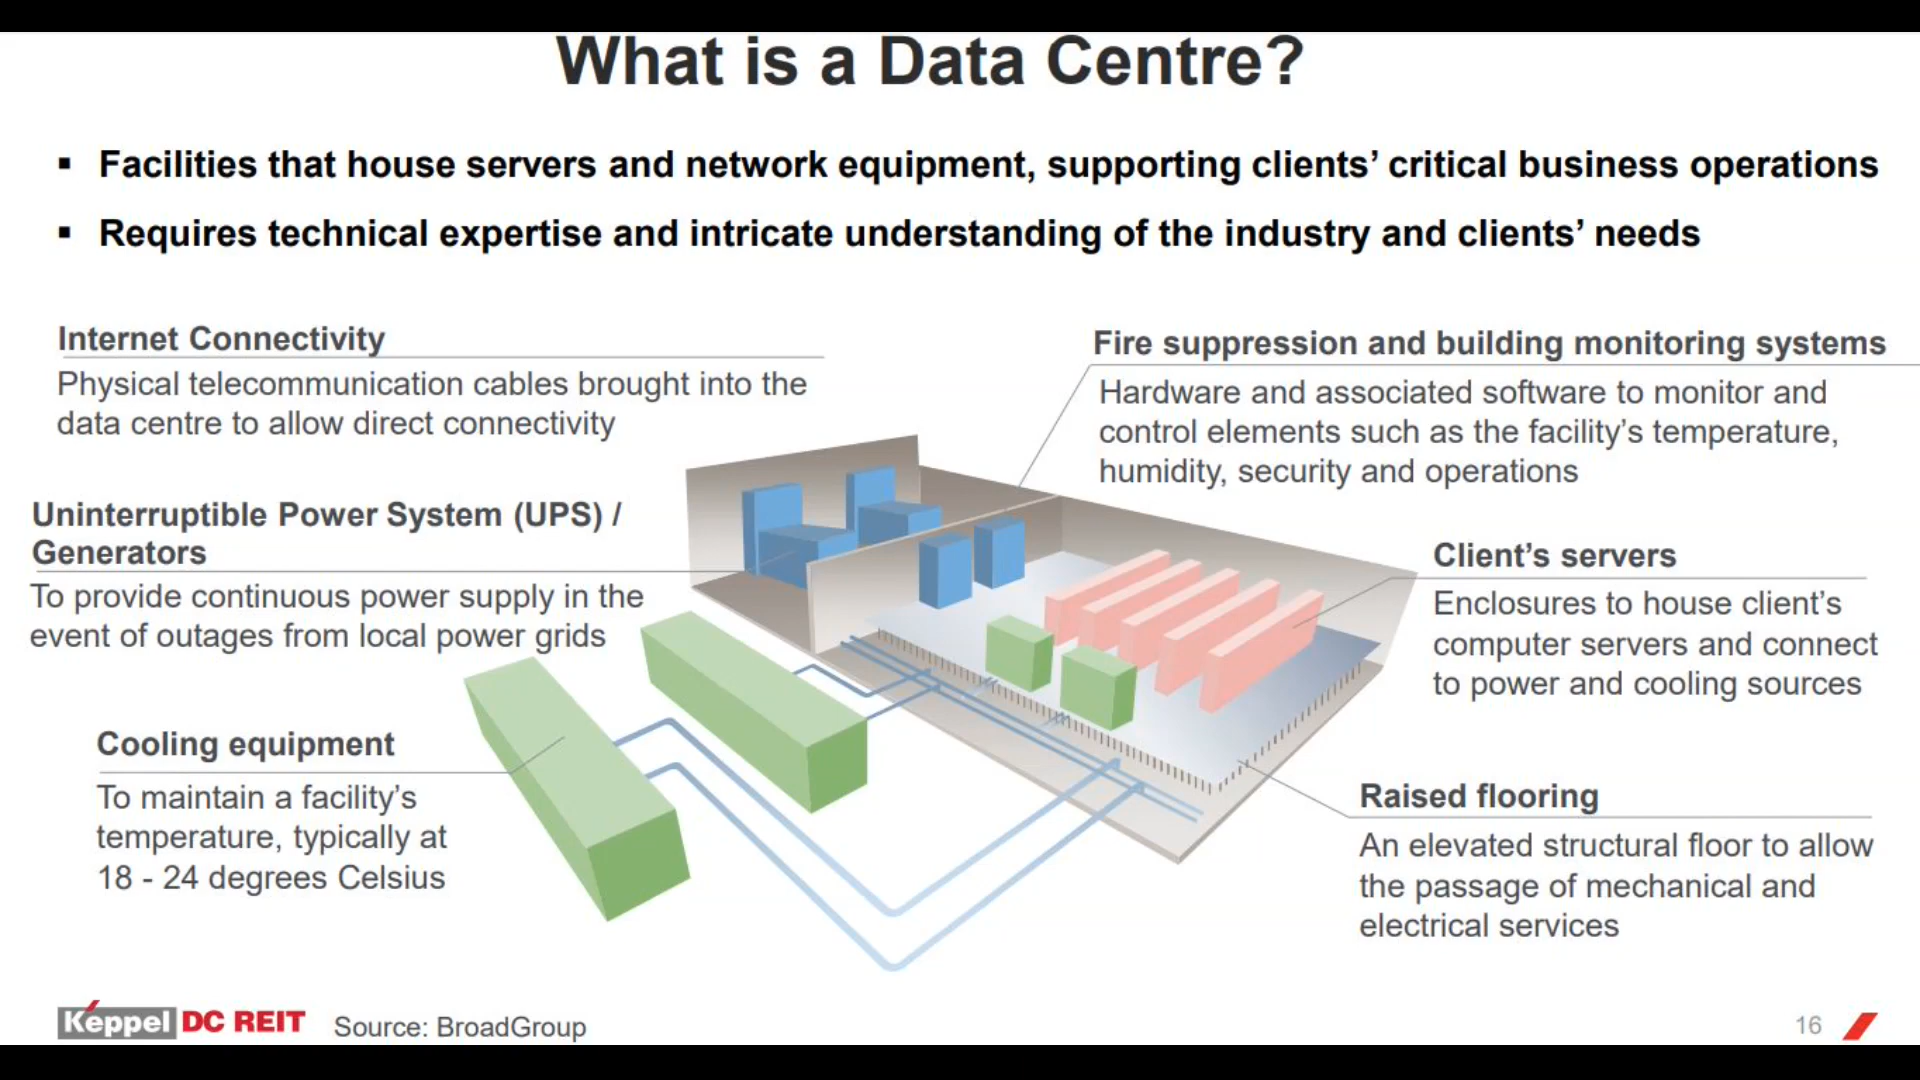 What is a Data Centre?
▪ Facilities that house servers and network equipment, supporting clients’ critical business operations
▪ Requires technical expertise and intricate understanding of the industry and clients’ needs
Internet Connectivity
Physical telecommunication cables brought into the
data centre to allow direct connectivity
Uninterruptible Power System (UPS) /
Generators
To provide continuous power supply in the
event of outages from local power grids
Cooling equipment
To maintain a facility’s
temperature, typically at
18 - 24 degrees Celsius
Fire suppression and building monitoring systems
Hardware and associated software to monitor and
control elements such as the facility’s temperature,
humidity, security and operations
Client’s servers
Enclosures to house client’s
computer servers and connect
to power and cooling sources
Raised flooring
An elevated structural floor to allow
the passage of mechanical and
electrical services
Keppel DC REIT
Source: BroadGroup
16